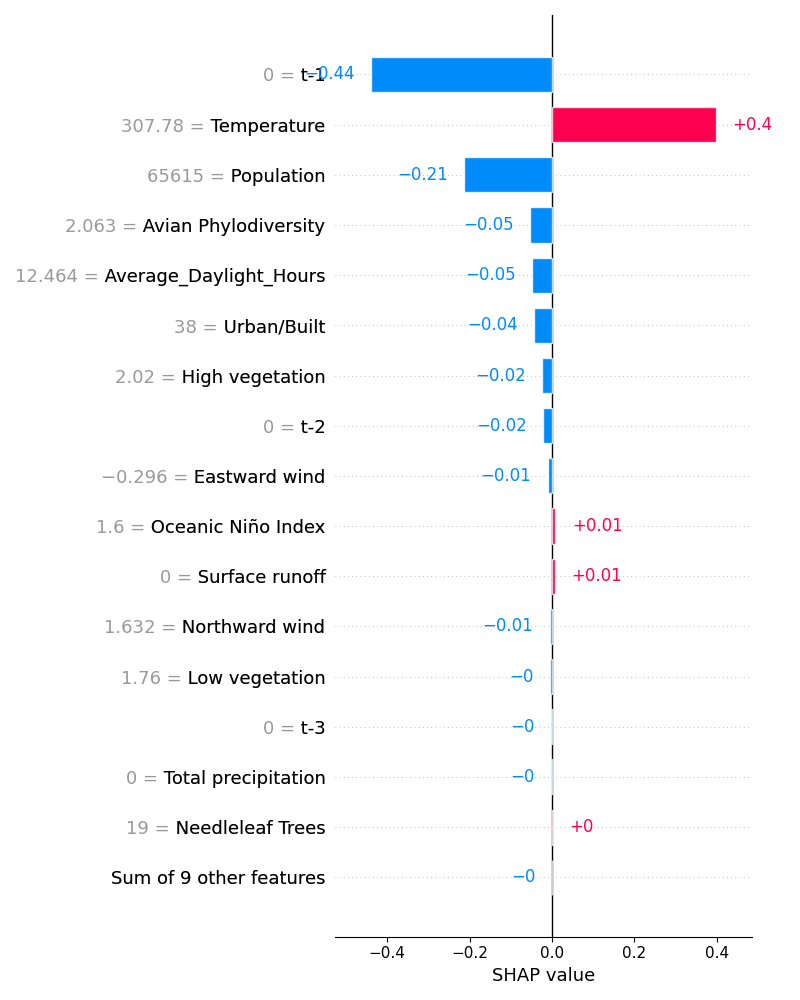 0 = t-1 −0.44
307.78 = Temperature +0.4
65615 = Population −0.21
2.063 = Avian Phylodiversity −0.05
12.464 = Average_Daylight_Hours −0.05
38 = Urban/Built −0.04
2.02 = High vegetation −0.02
0 = t-2 −0.02
−0.296 = Eastward wind −0.01
1.6 = Oceanic Niño Index +0.01
0 = Surface runoff +0.01
1.632 = Northward wind −0.01
1.76 = Low vegetation −0
0 = t-3 −0
0 = Total precipitation −0
19 = Needleleaf Trees +0
Sum of 9 other features −0
−0.4 −0.2 0.0 0.2 0.4
SHAP value